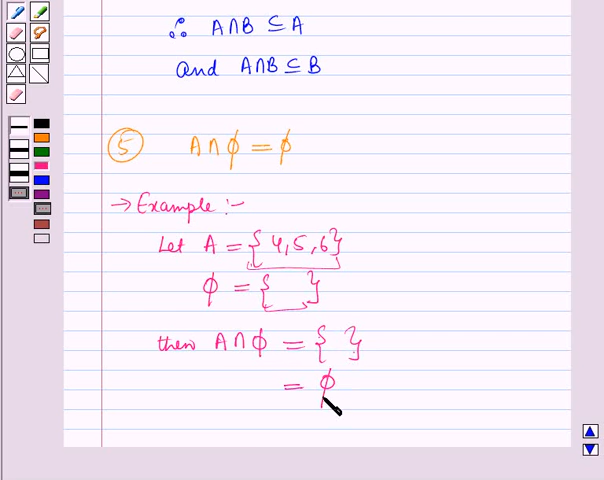 ∴ A∩B ⊆ A
and A∩B ⊆ B
⑤ A∩ϕ = ϕ
→ Example :-
Let A = {4,5,6}
ϕ = { }
then A∩ϕ = { }
= ϕ